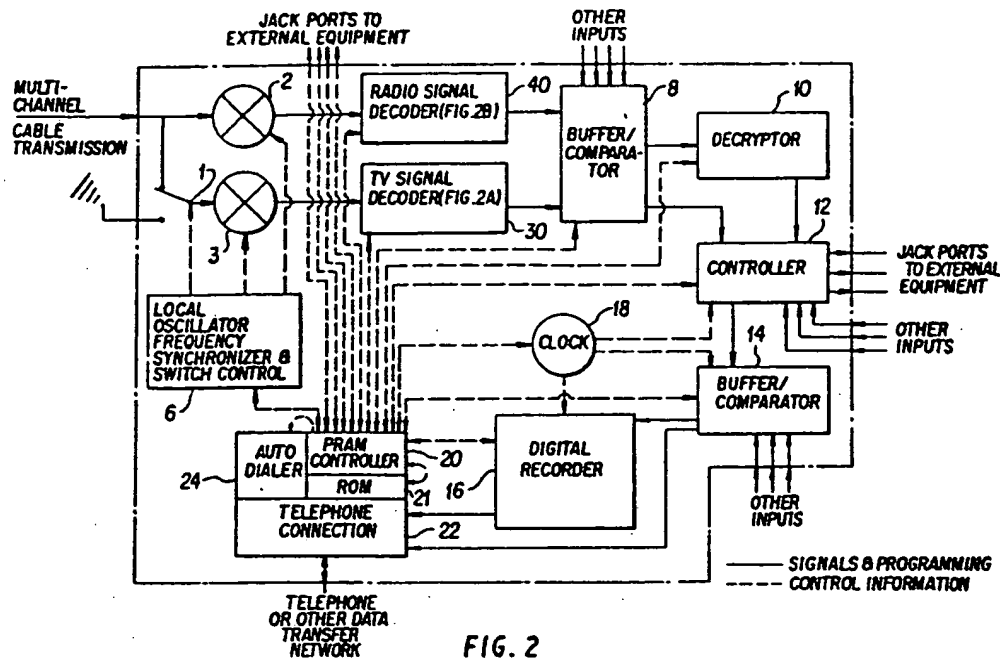 JACK PORTS TO
EXTERNAL EQUIPMENT
OTHER
INPUTS
MULTI-
CHANNEL
CABLE
TRANSMISSION
2
RADIO SIGNAL
DECODER(FIG.2B)
40
8
BUFFER/
COMPARA-
TOR
10
DECRYPTOR
1
3
TV SIGNAL
DECODER(FIG.2A)
30
12
CONTROLLER
JACK PORTS
TO EXTERNAL
EQUIPMENT
OTHER
INPUTS
LOCAL
OSCILLATOR
FREQUENCY
SYNCHRONIZER &
SWITCH CONTROL
6
18
CLOCK
14
BUFFER/
COMPARATOR
OTHER
INPUTS
24
AUTO
DIALER
PRAM
CONTROLLER
20
ROM
21
TELEPHONE
CONNECTION
22
16
DIGITAL
RECORDER
SIGNALS & PROGRAMMING
CONTROL INFORMATION
TELEPHONE
OR OTHER DATA
TRANSFER
NETWORK
FIG. 2